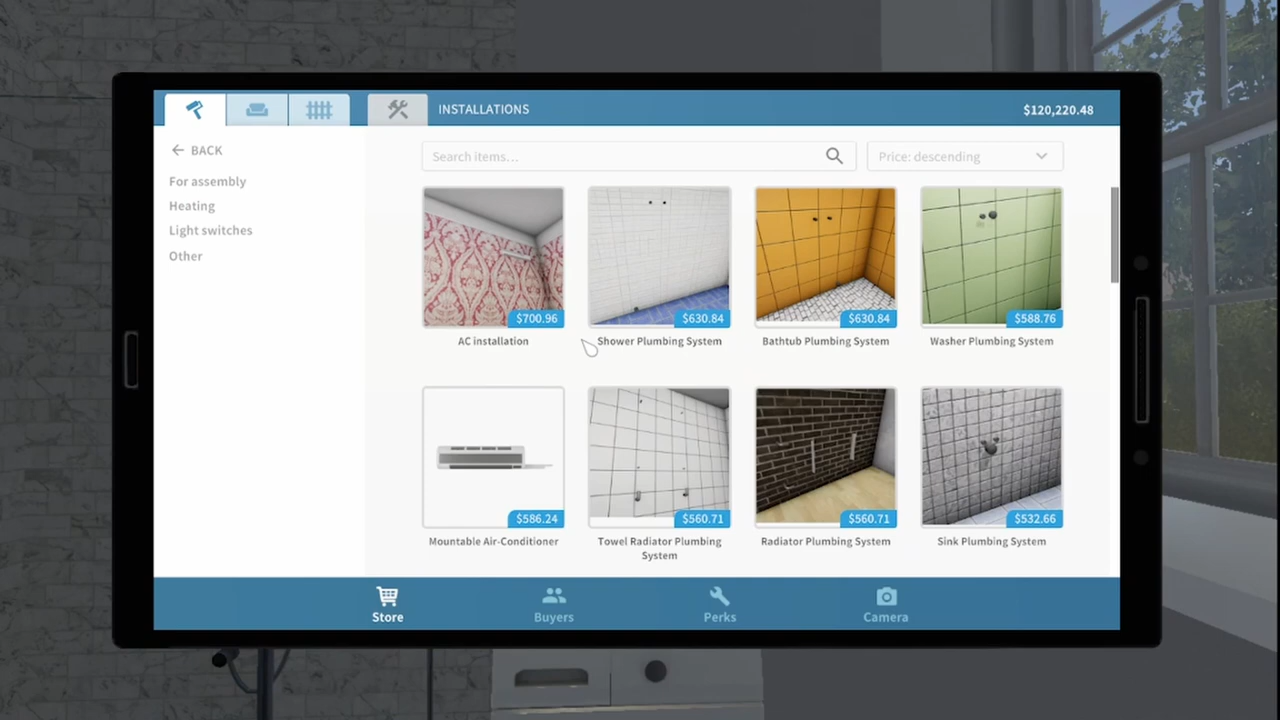 INSTALLATIONS
$120,220.48
BACK
For assembly
Heating
Light switches
Other
Search items...
Price: descending
$700.96
$630.84
$630.84
$588.76
AC installation
Shower Plumbing System
Bathtub Plumbing System
Washer Plumbing System
$586.24
$560.71
$560.71
$532.66
Mountable Air-Conditioner
Towel Radiator Plumbing
System
Radiator Plumbing System
Sink Plumbing System
Store
Buyers
Perks
Camera